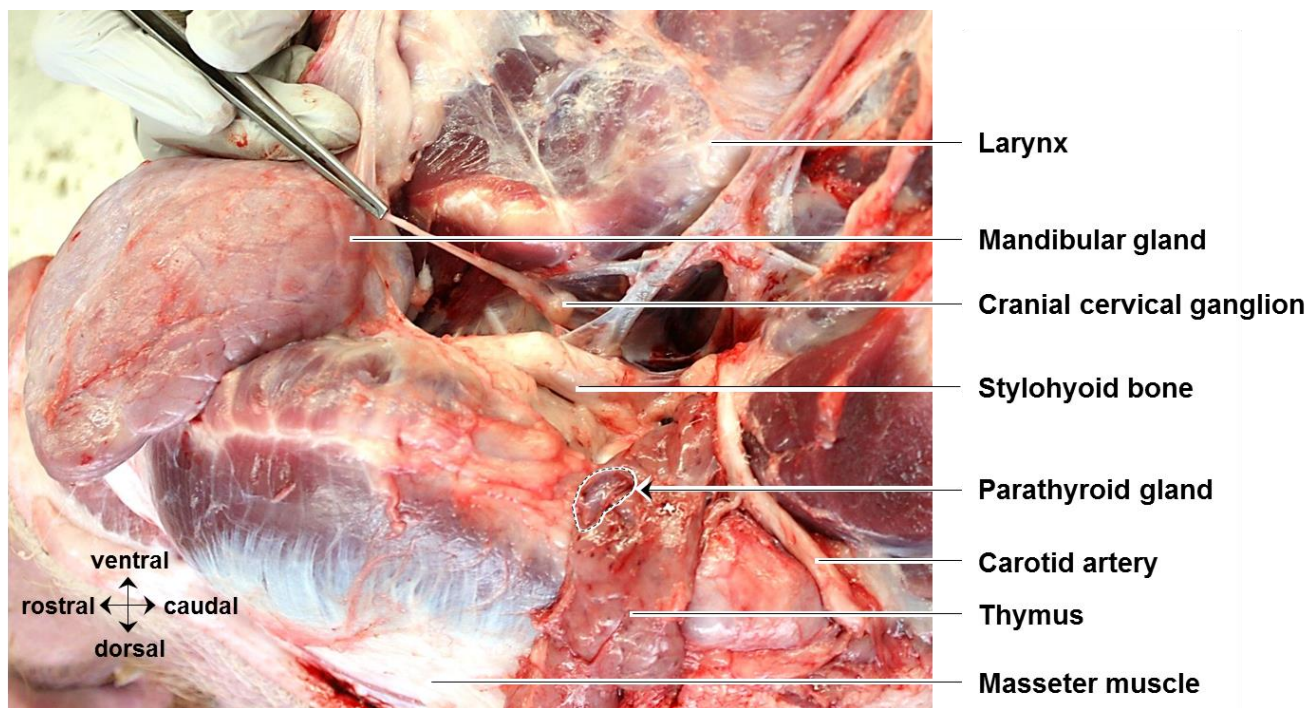 Larynx
Mandibular gland
Cranial cervical ganglion
Stylohyoid bone
Parathyroid gland
Carotid artery
Thymus
Masseter muscle
ventral
rostral caudal
dorsal